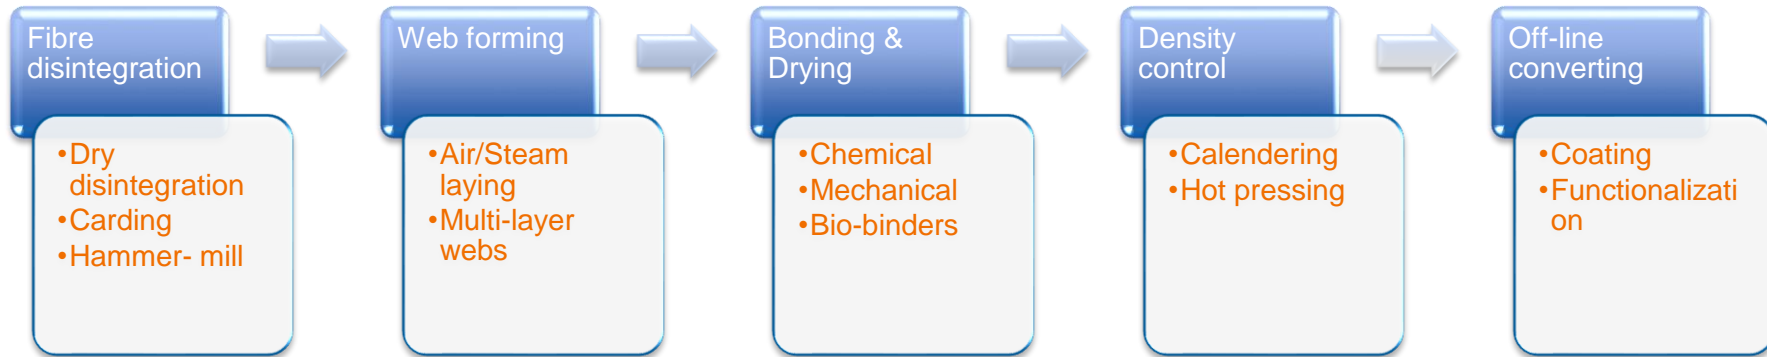 Fibre
disintegration
•Dry
disintegration
•Carding
•Hammer- mill
Web forming
•Air/Steam
laying
•Multi-layer
webs
Bonding &
Drying
•Chemical
•Mechanical
•Bio-binders
Density
control
•Calendering
•Hot pressing
Off-line
converting
•Coating
•Functionalizati
on